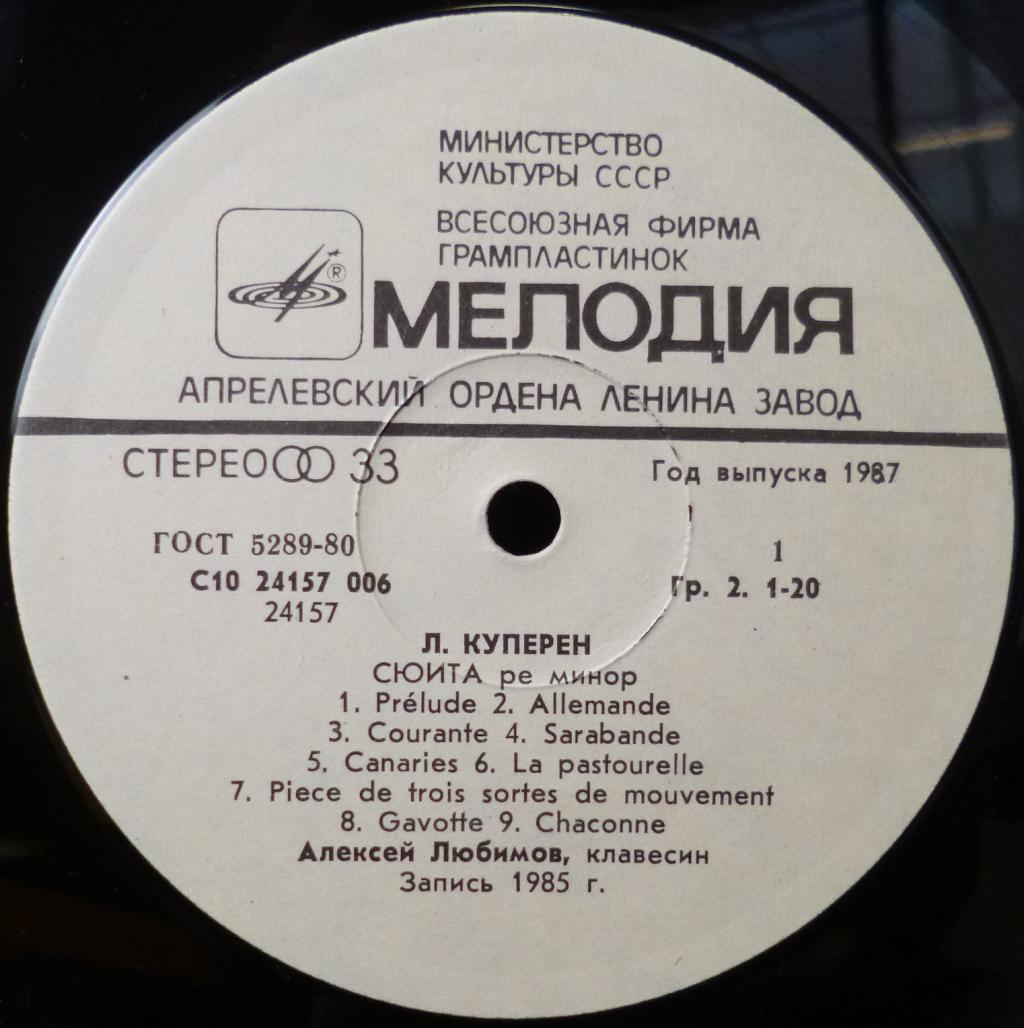 МИНИСТЕРСТВО
КУЛЬТУРЫ СССР
ВСЕСОЮЗНАЯ ФИРМА
ГРАМПЛАСТИНОК
®
МЕЛОДИЯ
АПРЕЛЕВСКИЙ ОРДЕНА ЛЕНИНА ЗАВОД
СТЕРЕО 33
Год выпуска 1987
ГОСТ 5289-80
1
С10 24157 006
Гр. 2. 1-20
24157
Л. КУПЕРЕН
СЮИТА ре минор
1. Prélude 2. Allemande
3. Courante 4. Sarabande
5. Canaries 6. La pastourelle
7. Piece de trois sortes de mouvement
8. Gavotte 9. Chaconne
Алексей Любимов, клавесин
Запись 1985 г.